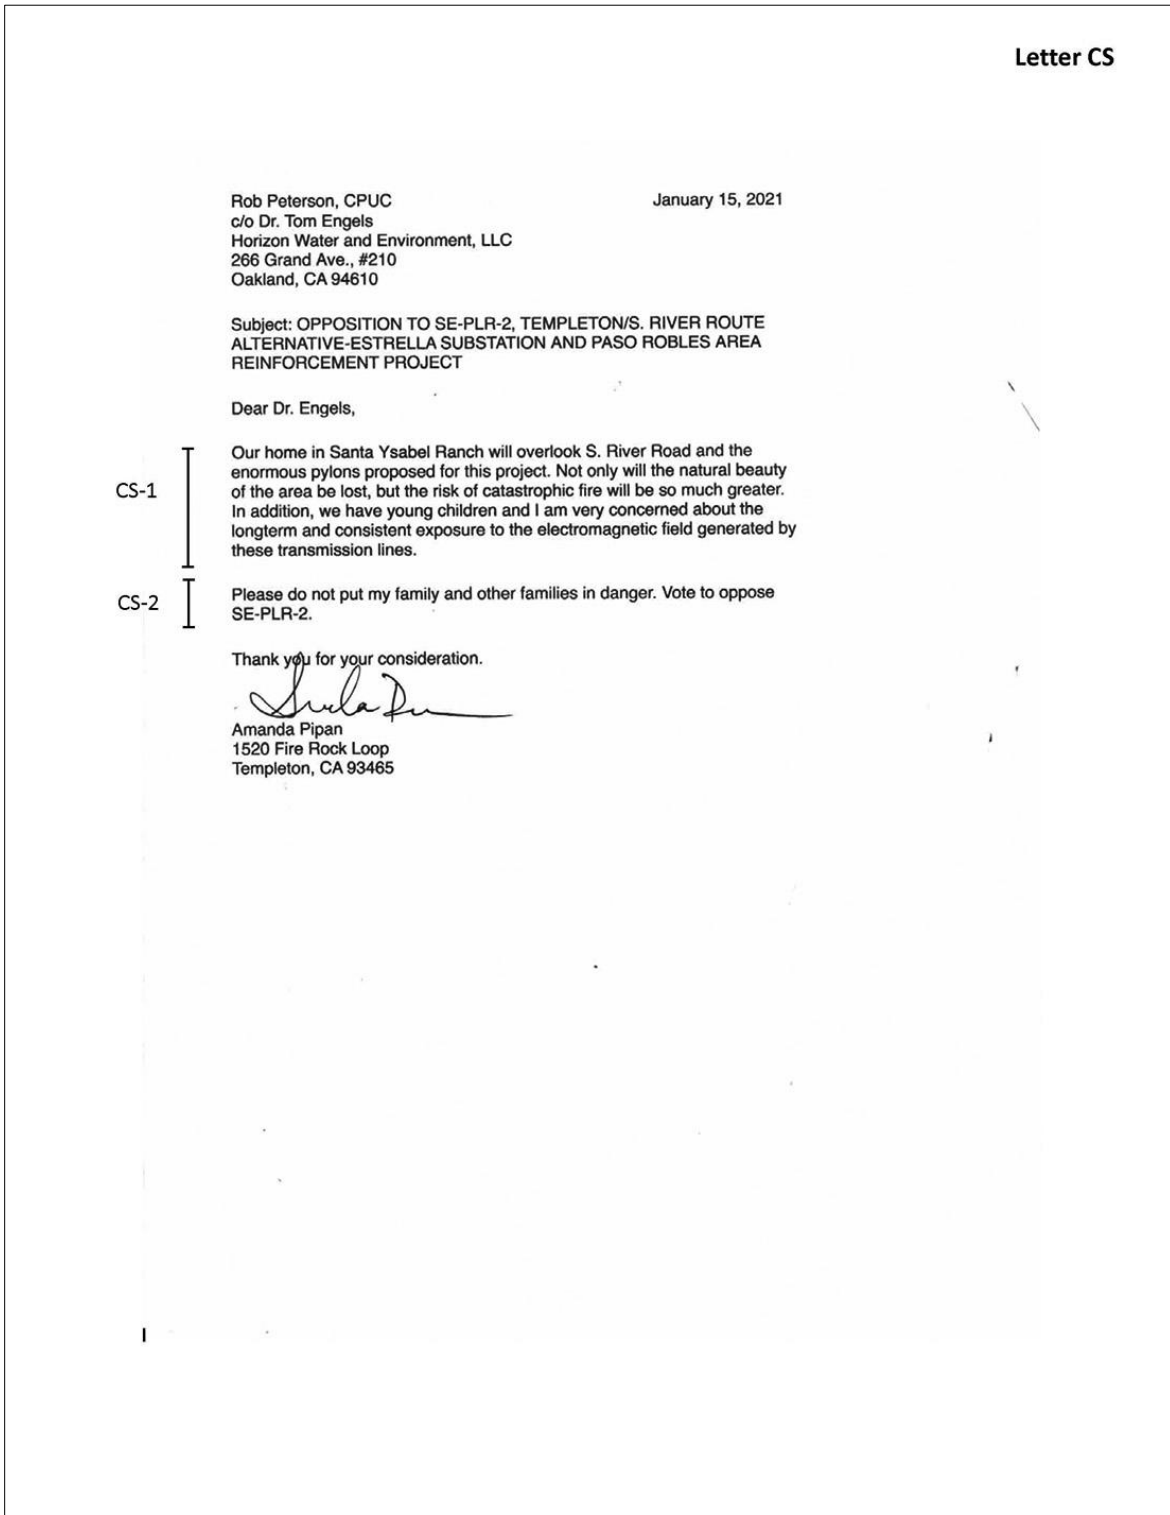 Letter CS
Rob Peterson, CPUC January 15, 2021
c/o Dr. Tom Engels
Horizon Water and Environment, LLC
266 Grand Ave., #210
Oakland, CA 94610
Subject: OPPOSITION TO SE-PLR-2, TEMPLETON/S. RIVER ROUTE
ALTERNATIVE-ESTRELLA SUBSTATION AND PASO ROBLES AREA
REINFORCEMENT PROJECT
Dear Dr. Engels,
Our home in Santa Ysabel Ranch will overlook S. River Road and the
enormous pylons proposed for this project. Not only will the natural beauty
CS-1 of the area be lost, but the risk of catastrophic fire will be so much greater.
In addition, we have young children and I am very concerned about the
longterm and consistent exposure to the electromagnetic field generated by
these transmission lines.
CS-2 Please do not put my family and other families in danger. Vote to oppose
SE-PLR-2.
Thank you for your consideration.
Amanda Pipan
1520 Fire Rock Loop
Templeton, CA 93465